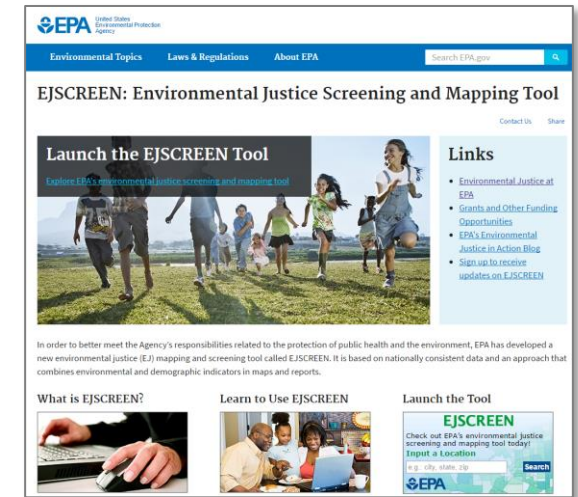 EPA
United States
Environmental Protection
Agency
Environmental Topics Laws & Regulations About EPA Search EPA.gov
EJSCREEN: Environmental Justice Screening and Mapping Tool
Contact Us Share
Launch the EJSCREEN Tool
Explore EPA's environmental justice screening and mapping tool
Links
Environmental Justice at
EPA
Grants and Other Funding
Opportunities
EPA's Environmental
Justice in Action Blog
Sign up to receive
updates on EJSCREEN
In order to better meet the Agency's responsibilities related to the protection of public health and the environment, EPA has developed a
new environmental justice (EJ) mapping and screening tool called EJSCREEN. It is based on nationally consistent data and an approach that
combines environmental and demographic indicators in maps and reports.
What is EJSCREEN?
Learn to Use EJSCREEN
Launch the Tool
EJSCREEN
Check out EPA's environmental justice
screening and mapping tool today!
Input a Location
e.g., city, state, zip Search
EPA